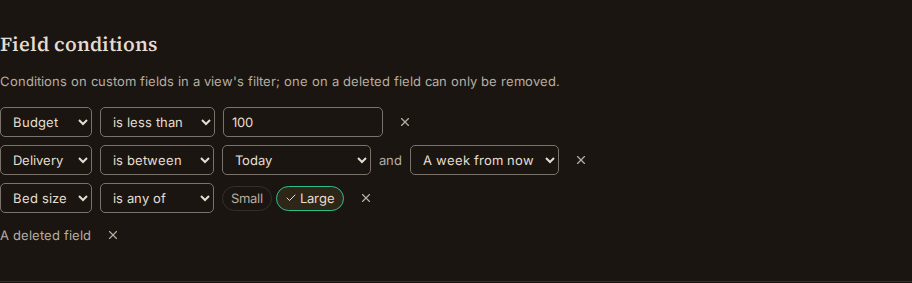 Field conditions
Conditions on custom fields in a view's filter; one on a deleted field can only be removed.
Budget is less than 100 ×
Delivery is between Today and A week from now ×
Bed size is any of Small ✓ Large ×
A deleted field ×